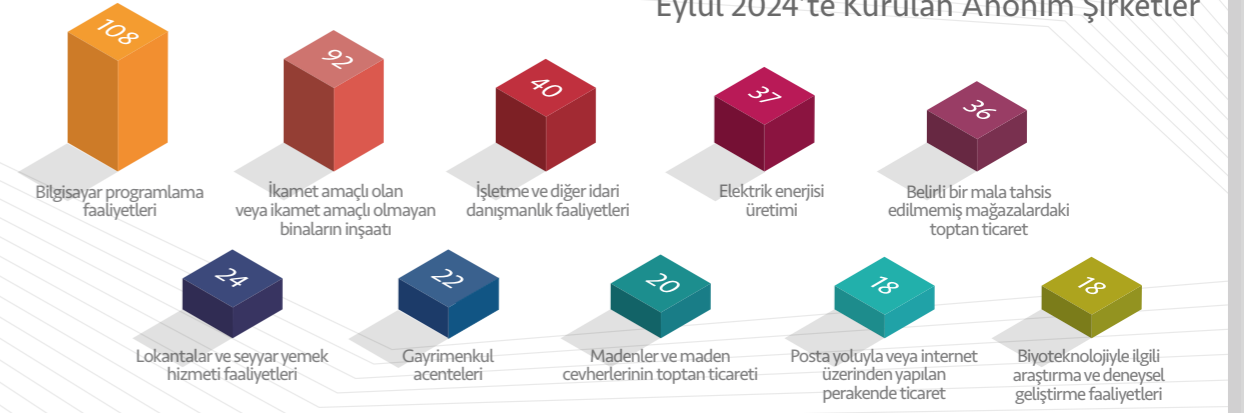 Eylül 2024'te Kurulan Anonim Şirketler
108
92
40
37
36
Bilgisayar programlama
faaliyetleri
İkamet amaçlı olan
veya ikamet amaçlı olmayan
binaların inşaatı
İşletme ve diğer idari
danışmanlık faaliyetleri
Elektrik enerjisi
üretimi
Belirli bir mala tahsis
edilmemiş mağazalardaki
toptan ticaret
24
22
20
18
18
Lokantalar ve seyyar yemek
hizmeti faaliyetleri
Gayrimenkul
acenteleri
Madenler ve maden
cevherlerinin toptan ticareti
Posta yoluyla veya internet
üzerinden yapılan
perakende ticaret
Biyoteknolojiyle ilgili
araştırma ve deneysel
geliştirme faaliyetleri